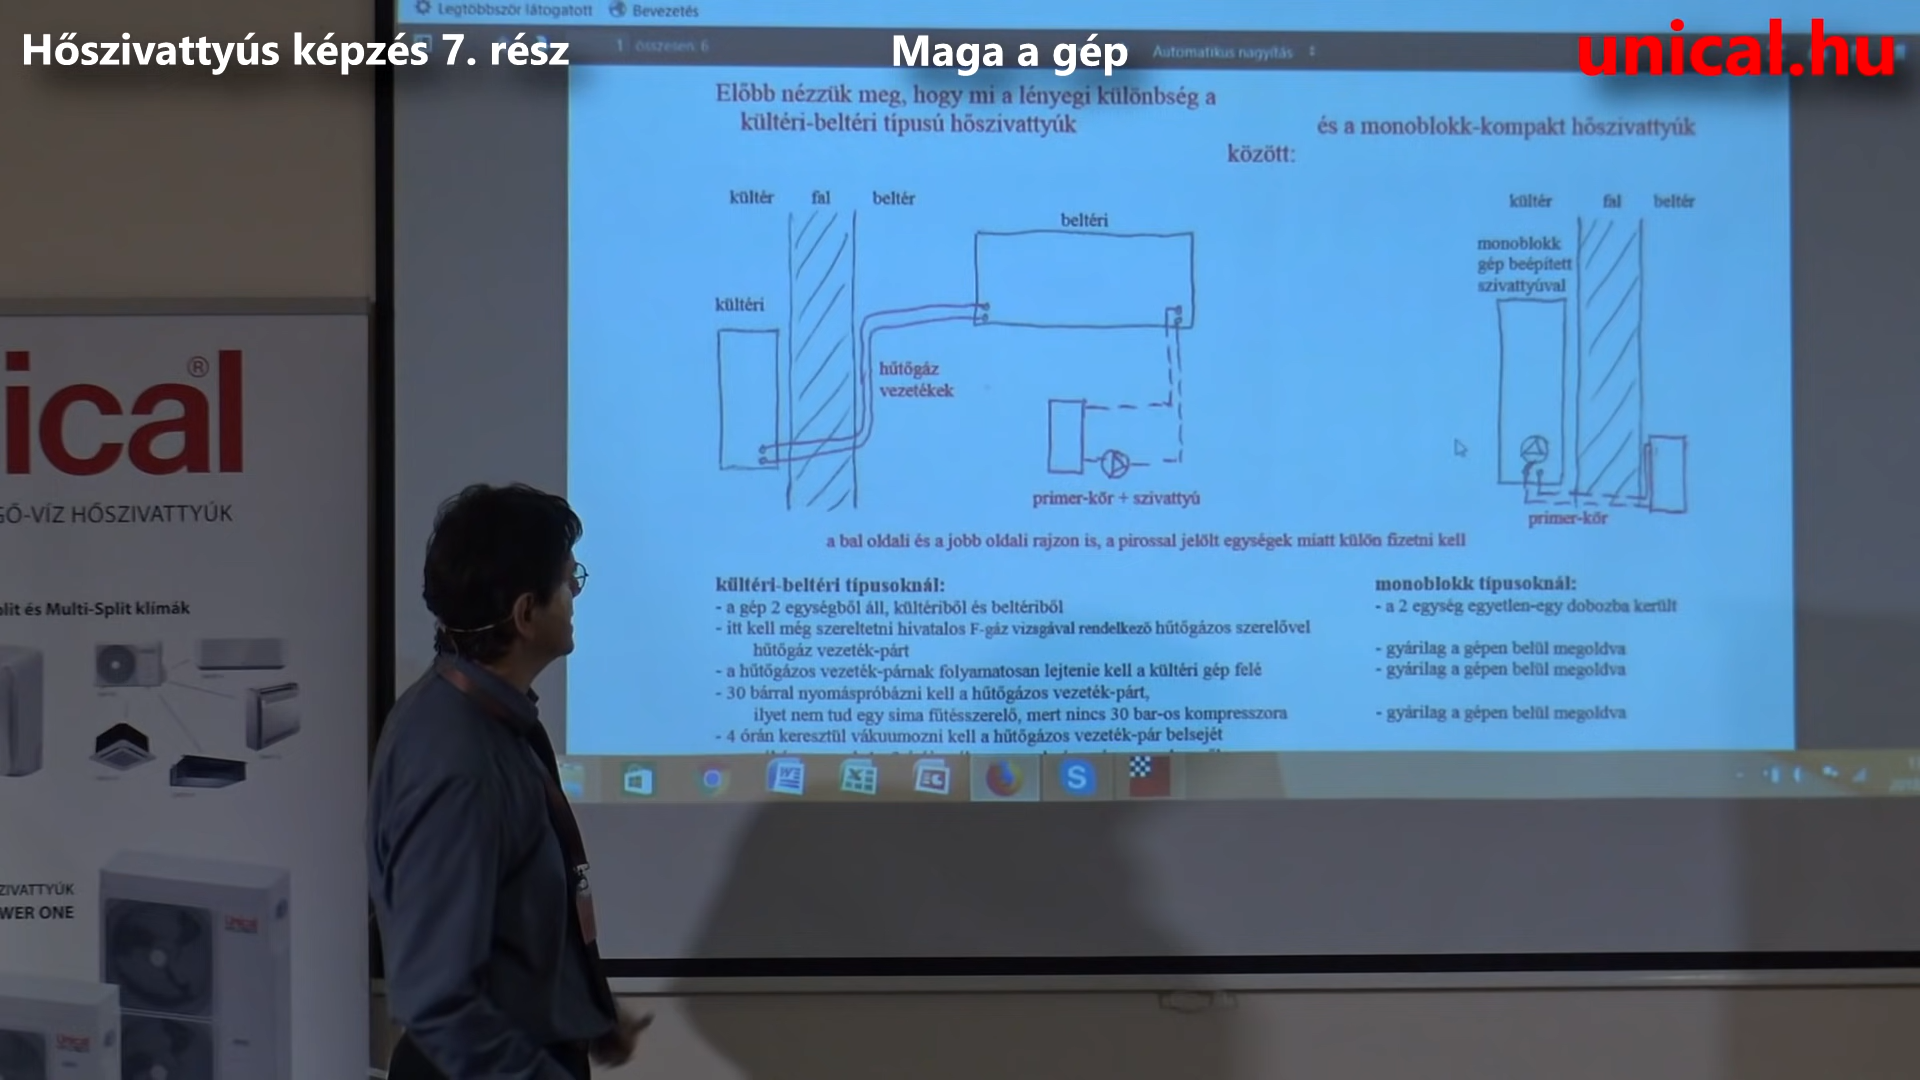 Legtöbbször látogatott Bevezetés
Hőszivattyús képzés 7. rész
1 összesen: 6
Maga a gép
Automatikus nagyítás
unical.hu
Előbb nézzük meg, hogy mi a lényegi különbség a
kültéri-beltéri típusú hőszivattyúk
és a monoblokk-kompakt hőszivattyúk
között:
kültér fal beltér
beltéri
kültéri
hűtőgáz
vezetékek
primer-kör + szivattyú
kültér fal beltér
monoblokk
gép beépített
szivattyúval
primer-kör
a bal oldali és a jobb oldali rajzon is, a pirossal jelölt egységek miatt külön fizetni kell
kültéri-beltéri típusoknál:
- a gép 2 egységből áll, kültériből és beltériből
- itt kell még szereltetni hivatalos F-gáz vizsgával rendelkező hűtőgázos szerelővel
hűtőgáz vezeték-párt
- a hűtőgázos vezeték-párnak folyamatosan lejtenie kell a kültéri gép felé
- 30 bárral nyomáspróbázni kell a hűtőgázos vezeték-párt,
ilyet nem tud egy sima fűtésszerelő, mert nincs 30 bar-os kompresszora
- 4 órán keresztül vákuumozni kell a hűtőgázos vezeték-pár belsejét
monoblokk típusoknál:
- a 2 egység egyetlen-egy dobozba került
- gyárilag a gépen belül megoldva
- gyárilag a gépen belül megoldva
- gyárilag a gépen belül megoldva
ical®
GŐ-VÍZ HŐSZIVATTYÚK
plit és Multi-Split klímák
ZIVATTYÚK
WER ONE
Unical
Unical